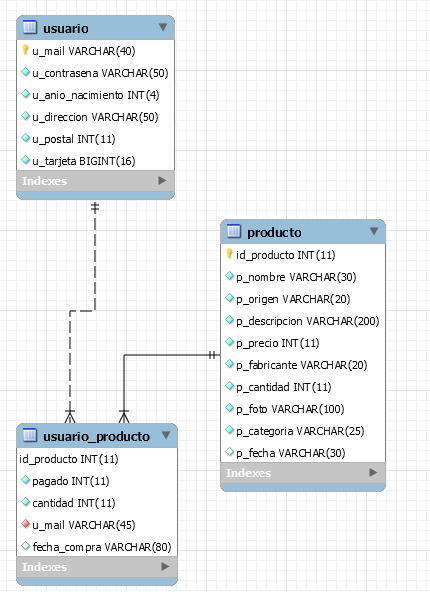 usuario
u_mail VARCHAR(40)
u_contrasena VARCHAR(50)
u_anio_nacimiento INT(4)
u_direccion VARCHAR(50)
u_postal INT(11)
u_tarjeta BIGINT(16)
Indexes
producto
id_producto INT(11)
p_nombre VARCHAR(30)
p_origen VARCHAR(20)
p_descripcion VARCHAR(200)
p_precio INT(11)
p_fabricante VARCHAR(20)
p_cantidad INT(11)
p_foto VARCHAR(100)
p_categoria VARCHAR(25)
p_fecha VARCHAR(30)
Indexes
usuario_producto
id_producto INT(11)
pagado INT(11)
cantidad INT(11)
u_mail VARCHAR(45)
fecha_compra VARCHAR(80)
Indexes